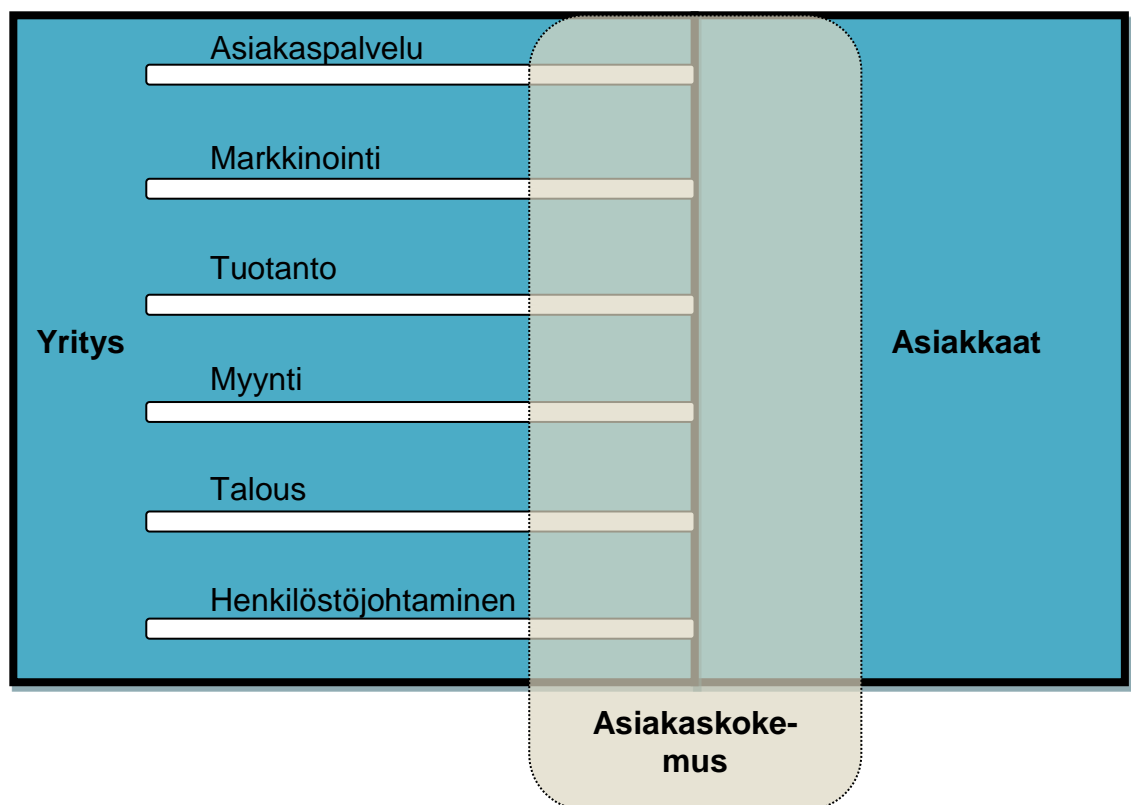 Asiakaspalvelu
Markkinointi
Tuotanto
Yritys
Asiakkaat
Myynti
Talous
Henkilöstöjohtaminen
Asiakaskoke-
mus